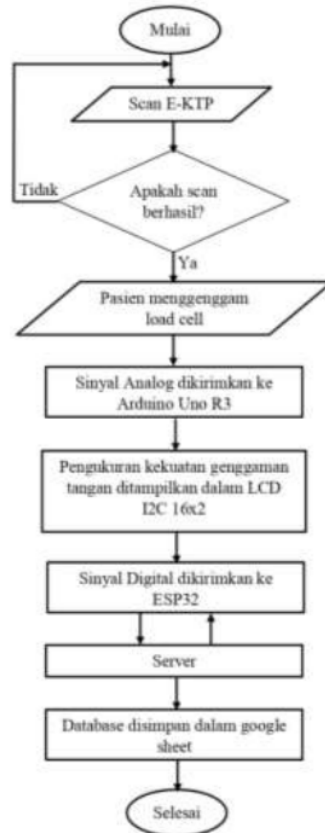 Mulai
Scan E-KTP
Tidak
Apakah scan
berhasil?
Ya
Pasien menggenggam
load cell
Sinyal Analog dikirimkan ke
Arduino Uno R3
Pengukuran kekuatan genggaman
tangan ditampilkan dalam LCD
I2C 16x2
Sinyal Digital dikirimkan ke
ESP32
Server
Database disimpan dalam google
sheet
Selesai